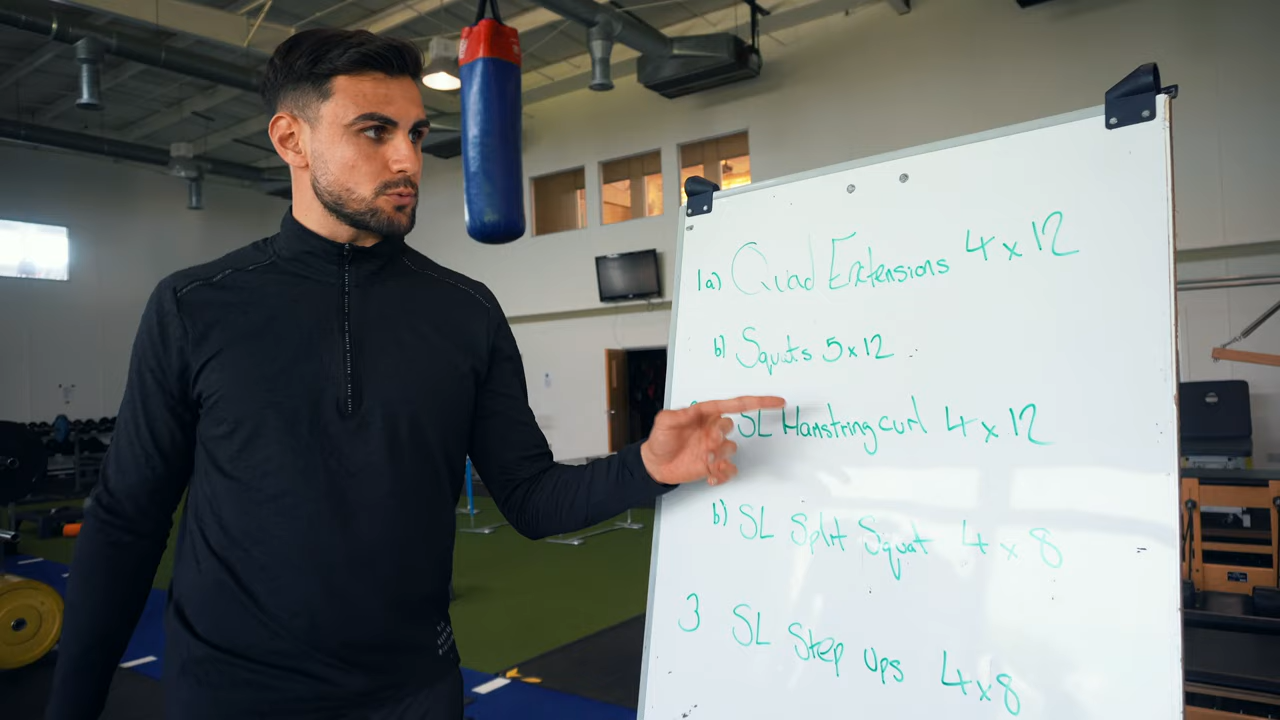 1a) Quad Extensions 4 x 12
b) Squats 5 x 12
SL Hamstring curl 4 x 12
b) SL Split Squat 4 x 8
3 SL Step Ups 4 x 8